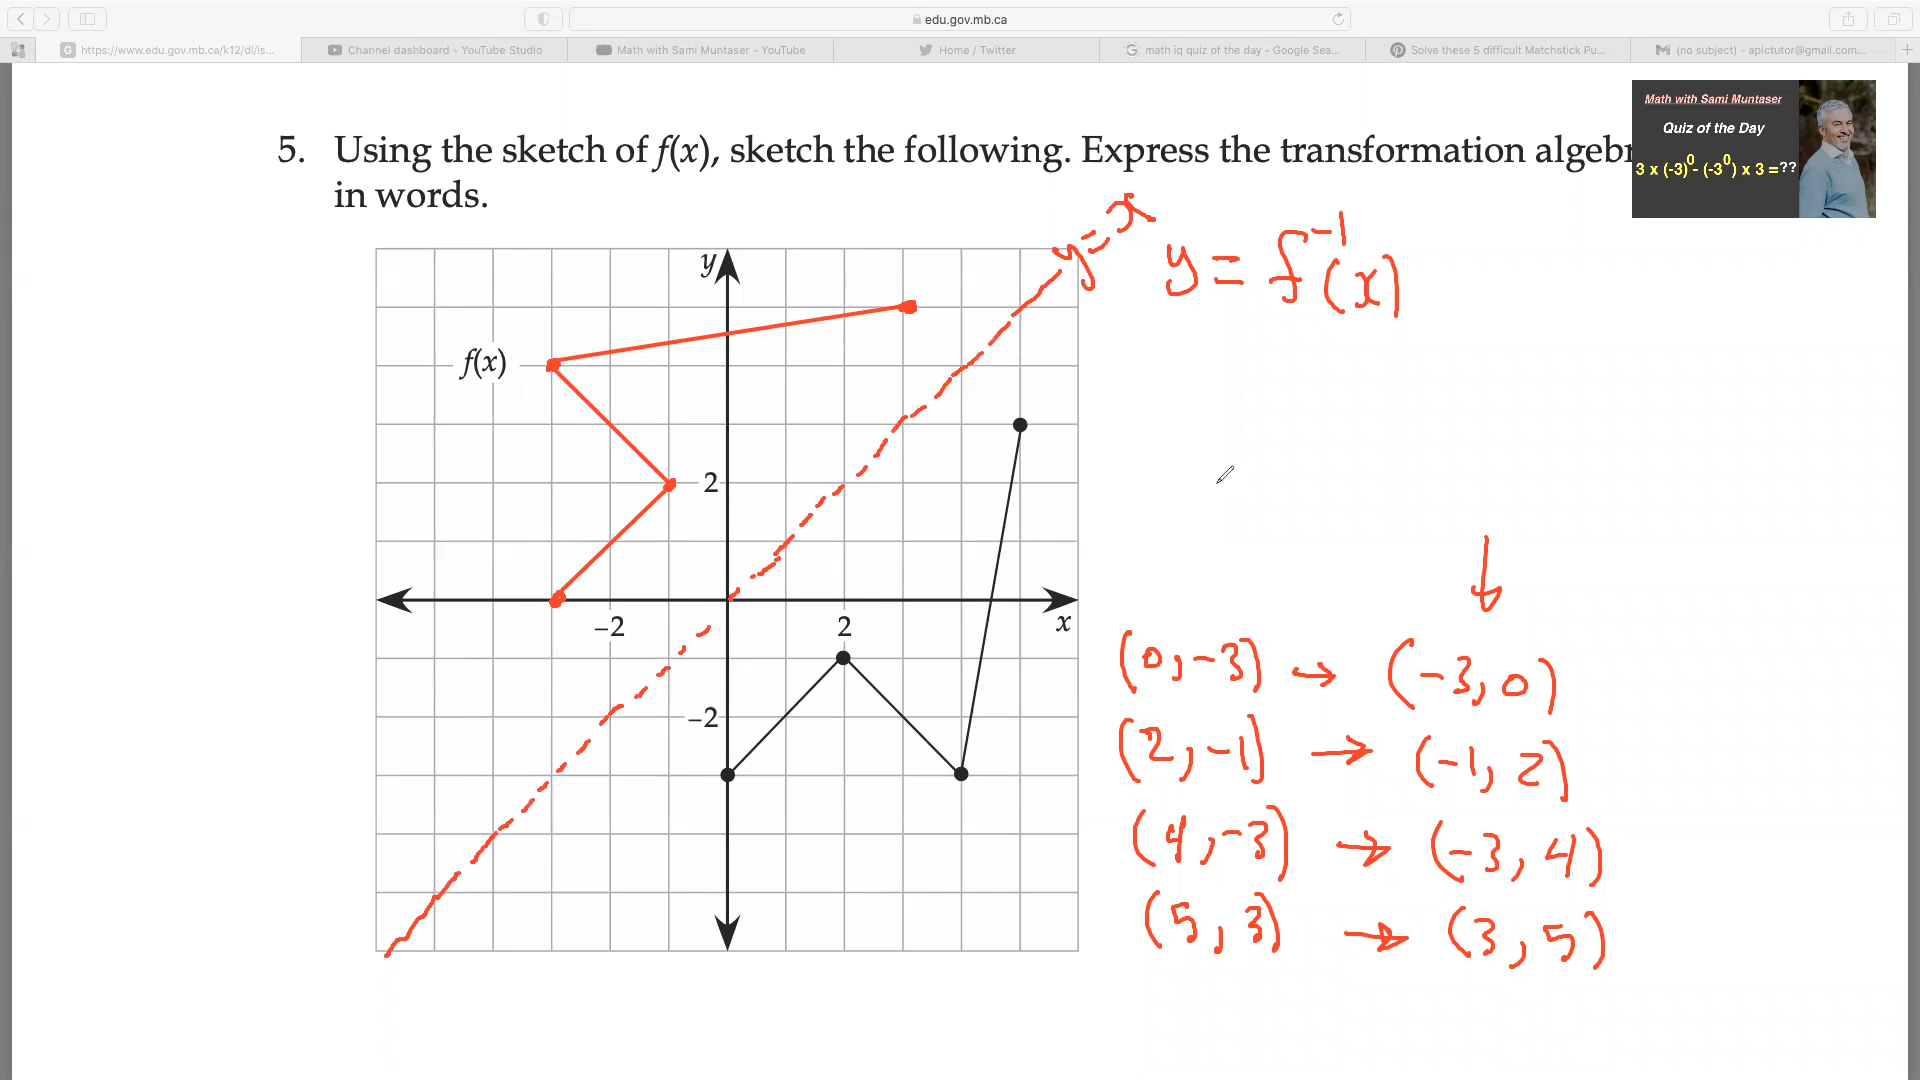 edu.gov.mb.ca
https://www.edu.gov.mb.ca/k12/dl/is...
Channel dashboard - YouTube Studio
Math with Sami Muntaser - YouTube
Home / Twitter
math iq quiz of the day - Google Sea...
Solve these 5 difficult Matchstick Pu...
(no subject) - aplctutor@gmail.com...
Math with Sami Muntaser
Quiz of the Day
3 x (-3)⁰ - (-3⁰) x 3 =??
5. Using the sketch of f(x), sketch the following. Express the transformation algebr
in words.
y = x
y = f⁻¹(x)
y
f(x)
2
–2
2
x
–2
(0, -3) → (-3, 0)
(2, -1) → (-1, 2)
(4, -3) → (-3, 4)
(5, 3) → (3, 5)